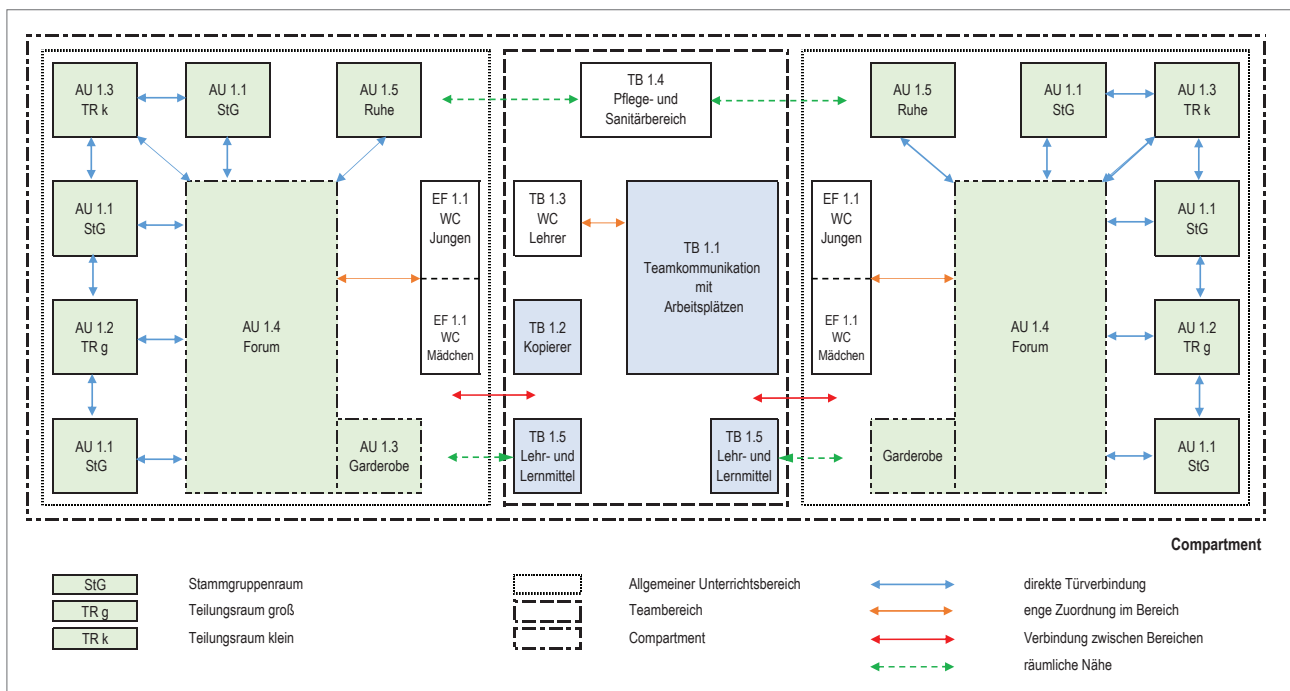 AU 1.3
TR k
AU 1.1
StG
AU 1.5
Ruhe
TB 1.4
Pflege- und
Sanitärbereich
AU 1.5
Ruhe
AU 1.1
StG
AU 1.3
TR k
AU 1.1
StG
AU 1.4
Forum
EF 1.1
WC
Jungen
TB 1.3
WC
Lehrer
TB 1.1
Teamkommunikation
mit
Arbeitsplätzen
EF 1.1
WC
Jungen
AU 1.4
Forum
AU 1.1
StG
AU 1.2
TR g
EF 1.1
WC
Mädchen
TB 1.2
Kopierer
EF 1.1
WC
Mädchen
AU 1.2
TR g
AU 1.1
StG
AU 1.3
Garderobe
TB 1.5
Lehr- und
Lernmittel
TB 1.5
Lehr- und
Lernmittel
Garderobe
AU 1.1
StG
Compartment
StG
Stammgruppenraum
TR g
Teilungsraum groß
TR k
Teilungsraum klein
Allgemeiner Unterrichtsbereich
Teambereich
Compartment
direkte Türverbindung
enge Zuordnung im Bereich
Verbindung zwischen Bereichen
räumliche Nähe